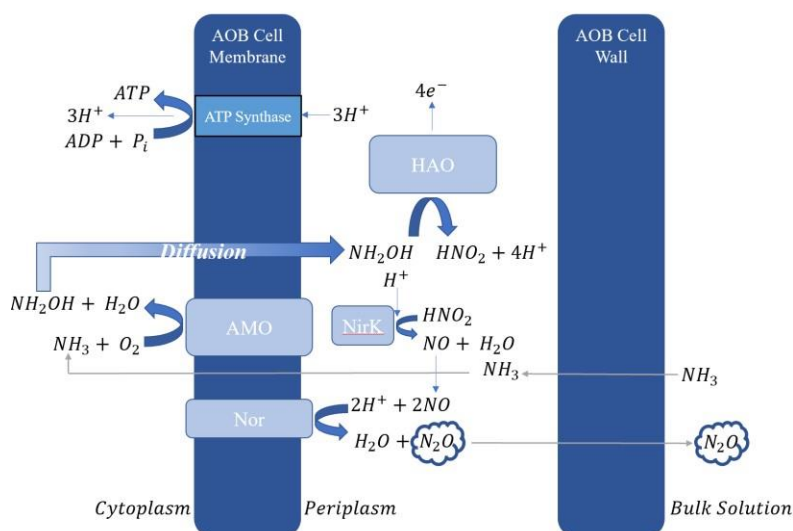 AOB Cell
Membrane
AOB Cell
Wall
ATP
3H⁺
ADP + Pᵢ
ATP Synthase
3H⁺
4e⁻
HAO
Diffusion
NH₂OH
HNO₂ + 4H⁺
H⁺
NH₂OH + H₂O
NH₃ + O₂
AMO
NirK
HNO₂
NO + H₂O
NH₃
NH₃
Nor
2H⁺ + 2NO
H₂O + N₂O
N₂O
Cytoplasm
Periplasm
Bulk Solution